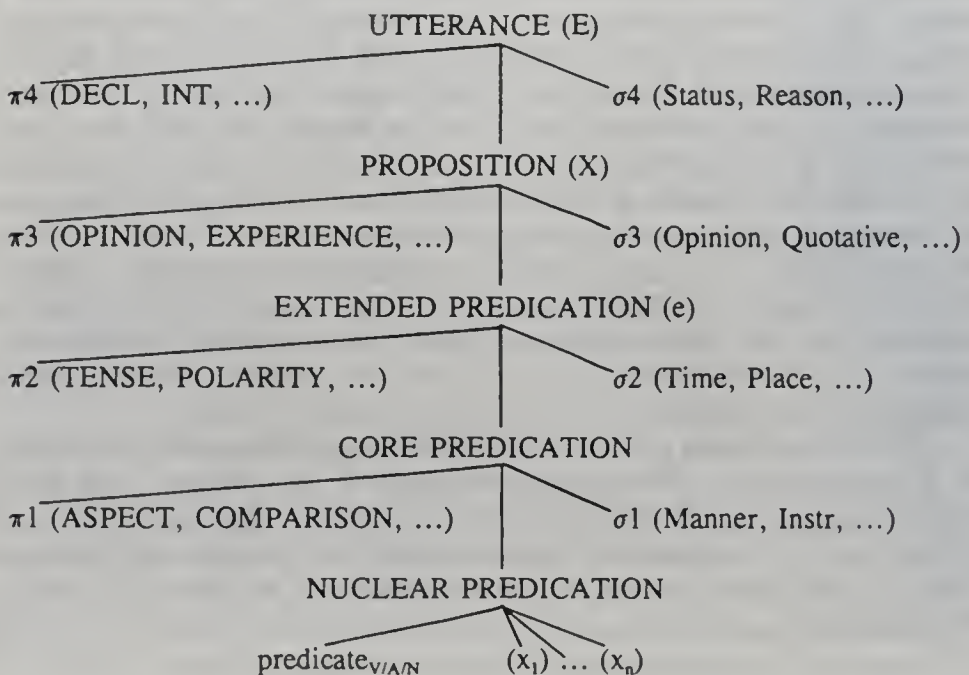 UTTERANCE (E)
π4 (DECL, INT, ...) σ4 (Status, Reason, ...)
PROPOSITION (X)
π3 (OPINION, EXPERIENCE, ...) σ3 (Opinion, Quotative, ...)
EXTENDED PREDICATION (e)
π2 (TENSE, POLARITY, ...) σ2 (Time, Place, ...)
CORE PREDICATION
π1 (ASPECT, COMPARISON, ...) σ1 (Manner, Instr, ...)
NUCLEAR PREDICATION
predicate_V/A/N (x₁) ... (xₙ)